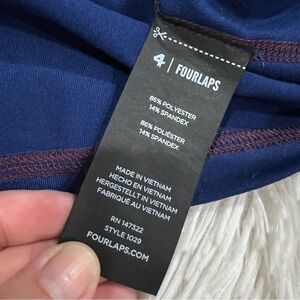 4 | FOURLAPS
86% POLYESTER
14% SPANDEX
86% POLIÉSTER
14% SPANDEX
MADE IN VIETNAM
HECHO EN VIETNAM
HERGESTELLT IN VIETNAM
FABRIQUÉ AU VIETNAM
RN 147322
STYLE 1029
FOURLAPS.COM